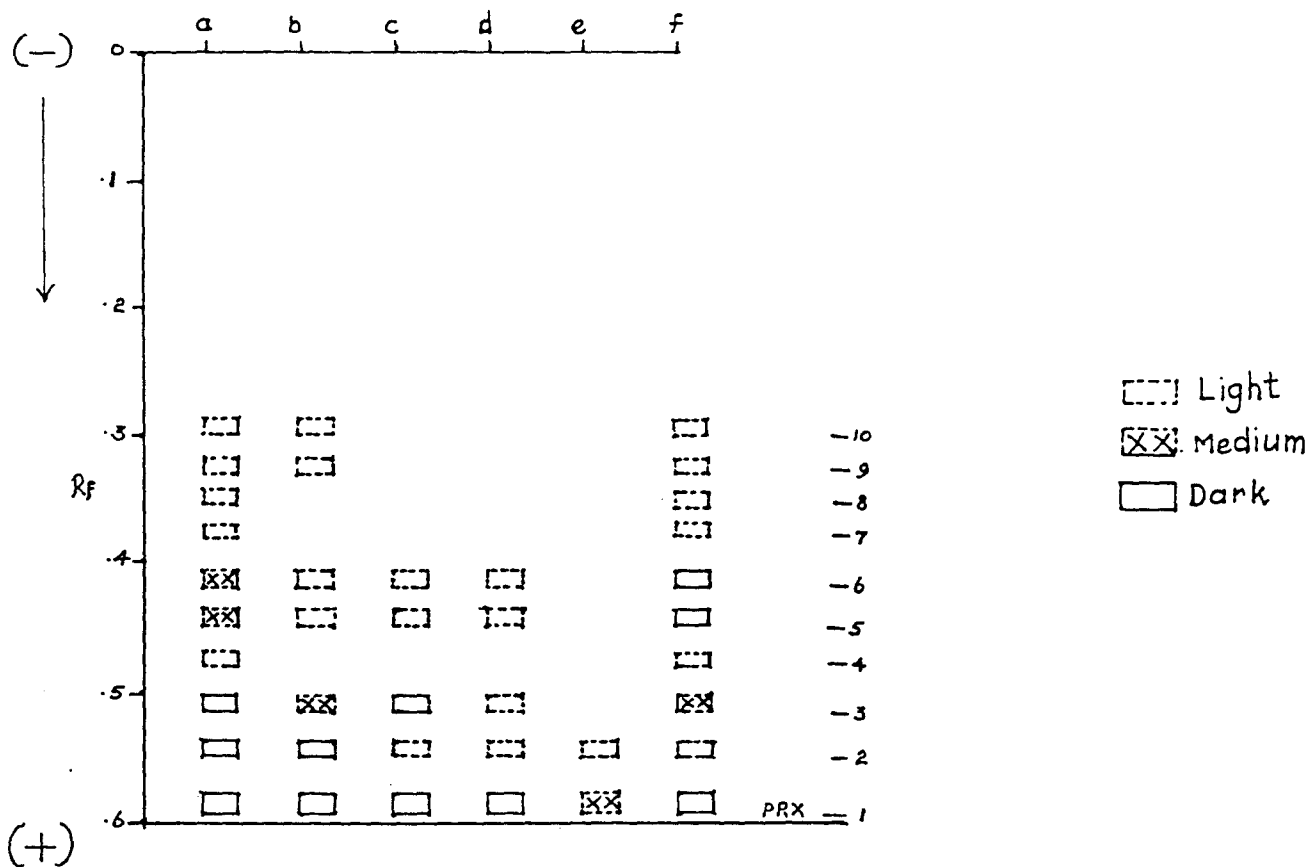 a b c d e f
(−) 0
.1
.2
.3 — 10
— 9
Rf — 8
— 7
.4
— 6
— 5
— 4
.5
— 3
— 2
PRX — 1
.6
(+)
Light
XX Medium
Dark